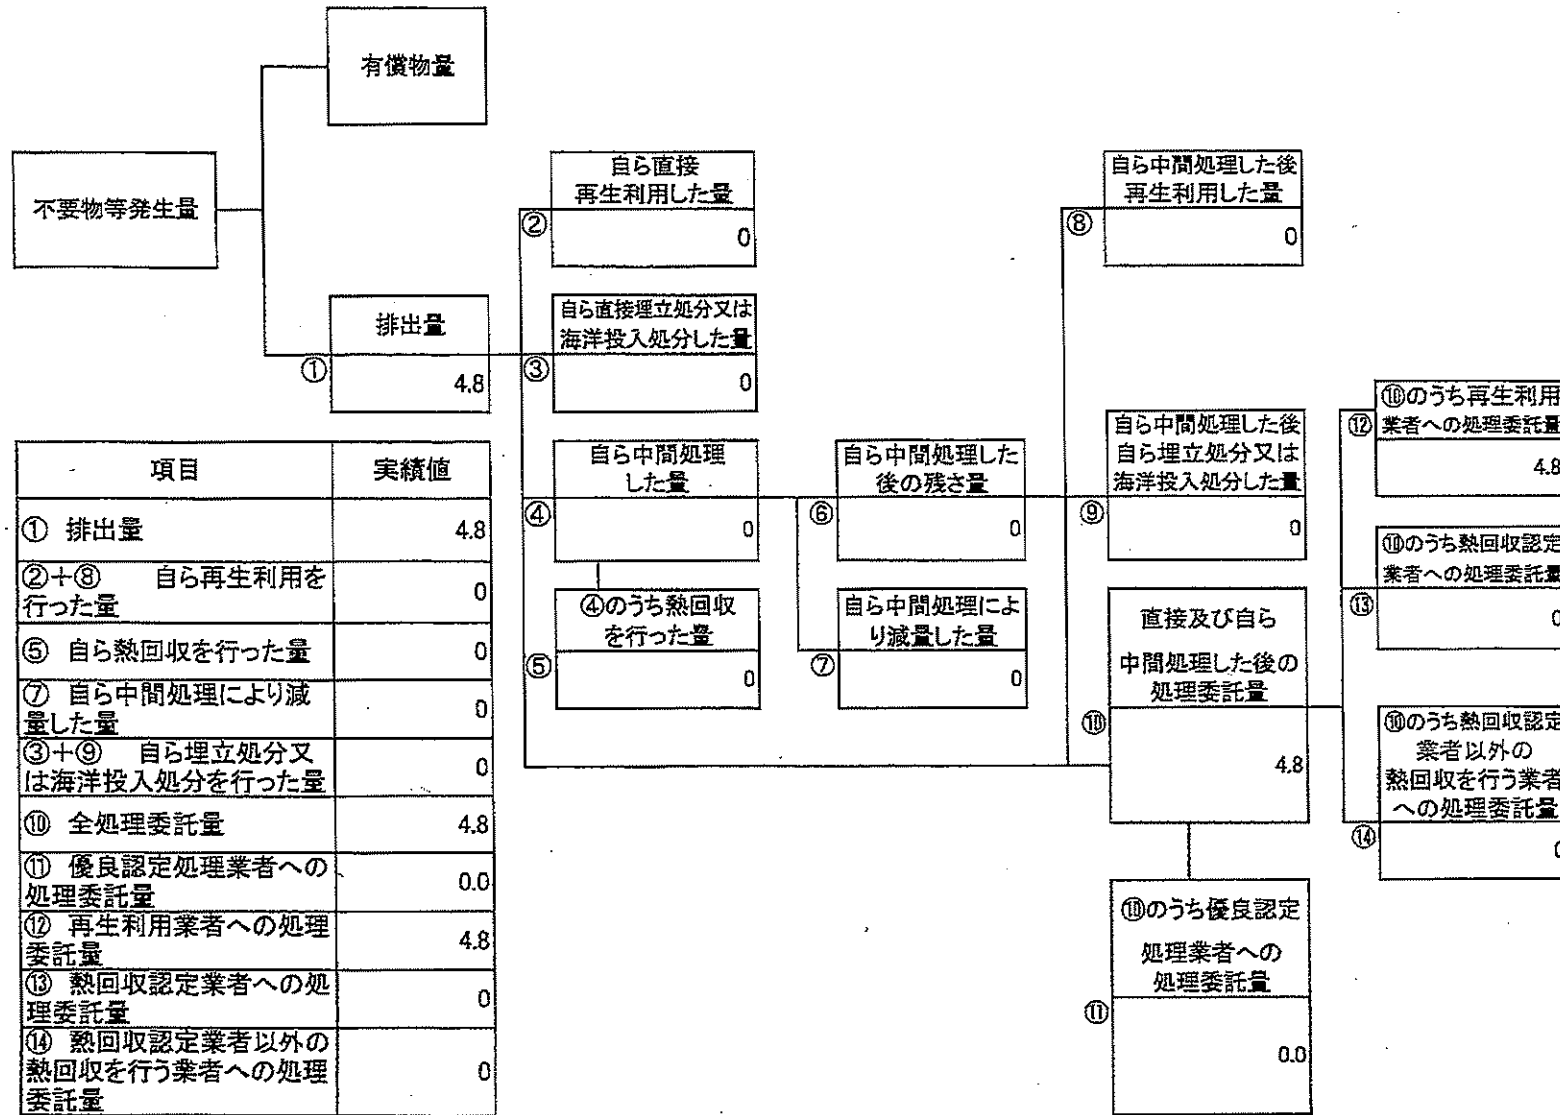 有償物量
不要物等発生量
自ら直接
再生利用した量
②
0
自ら中間処理した後
再生利用した量
⑧
0
排出量
①
4.8
自ら直接埋立処分又は
海洋投入処分した量
③
0
自ら中間処理
した量
④
0
自ら中間処理した
後の残さ量
⑥
0
自ら中間処理した後
自ら埋立処分又は
海洋投入処分した量
⑨
0
⑩のうち再生利用
業者への処理委託量
⑫
4.8
⑩のうち熱回収認定
業者への処理委託量
⑬
0
④のうち熱回収
を行った量
⑤
0
自ら中間処理によ
り減量した量
⑦
0
直接及び自ら
中間処理した後の
処理委託量
⑩
4.8
⑩のうち熱回収認定
業者以外の
熱回収を行う業者
への処理委託量
⑭
0
⑩のうち優良認定
処理業者への
処理委託量
⑪
0.0
項目 実績値
① 排出量 4.8
②+⑧ 自ら再生利用を
行った量 0
⑤ 自ら熱回収を行った量 0
⑦ 自ら中間処理により減
量した量 0
③+⑨ 自ら埋立処分又
は海洋投入処分を行った量 0
⑩ 全処理委託量 4.8
⑪ 優良認定処理業者への
処理委託量 0.0
⑫ 再生利用業者への処理
委託量 4.8
⑬ 熱回収認定業者への処
理委託量 0
⑭ 熱回収認定業者以外の
熱回収を行う業者への処理
委託量 0